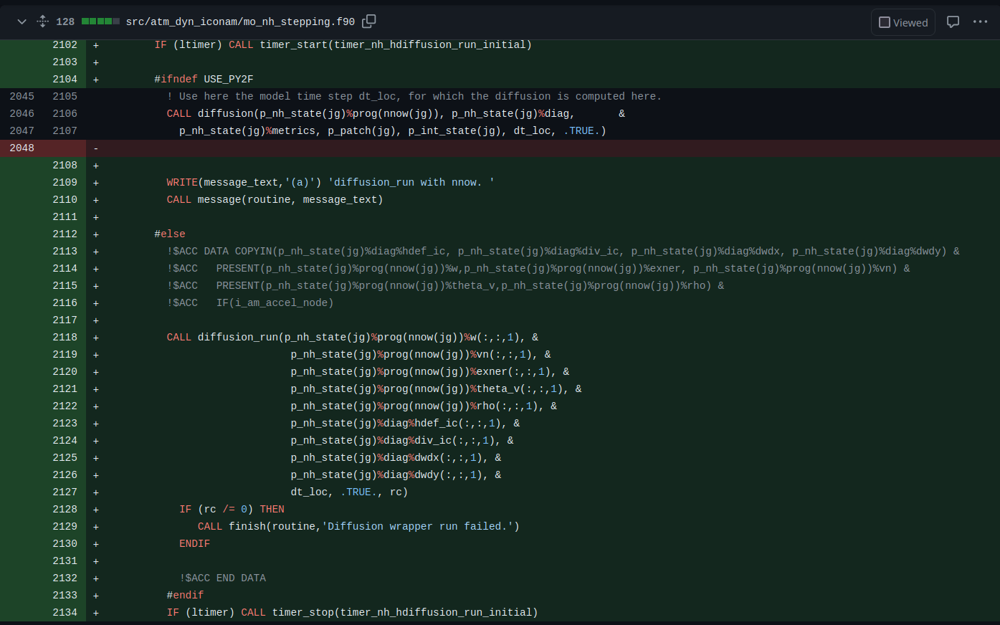 128 src/atm_dyn_iconam/mo_nh_stepping.f90 Viewed
2102 + IF (ltimer) CALL timer_start(timer_nh_hdiffusion_run_initial)
2103 +
2104 + #ifndef USE_PY2F
2045 2105 ! Use here the model time step dt_loc, for which the diffusion is computed here.
2046 2106 CALL diffusion(p_nh_state(jg)%prog(nnow(jg)), p_nh_state(jg)%diag, &
2047 2107 p_nh_state(jg)%metrics, p_patch(jg), p_int_state(jg), dt_loc, .TRUE.)
2048 -
2108 +
2109 + WRITE(message_text,'(a)') 'diffusion_run with nnow. '
2110 + CALL message(routine, message_text)
2111 +
2112 + #else
2113 + !$ACC DATA COPYIN(p_nh_state(jg)%diag%hdef_ic, p_nh_state(jg)%diag%div_ic, p_nh_state(jg)%diag%dwdx, p_nh_state(jg)%diag%dwdy) &
2114 + !$ACC PRESENT(p_nh_state(jg)%prog(nnow(jg))%w,p_nh_state(jg)%prog(nnow(jg))%exner, p_nh_state(jg)%prog(nnow(jg))%vn) &
2115 + !$ACC PRESENT(p_nh_state(jg)%prog(nnow(jg))%theta_v,p_nh_state(jg)%prog(nnow(jg))%rho) &
2116 + !$ACC IF(i_am_accel_node)
2117 +
2118 + CALL diffusion_run(p_nh_state(jg)%prog(nnow(jg))%w(:,:,1), &
2119 + p_nh_state(jg)%prog(nnow(jg))%vn(:,:,1), &
2120 + p_nh_state(jg)%prog(nnow(jg))%exner(:,:,1), &
2121 + p_nh_state(jg)%prog(nnow(jg))%theta_v(:,:,1), &
2122 + p_nh_state(jg)%prog(nnow(jg))%rho(:,:,1), &
2123 + p_nh_state(jg)%diag%hdef_ic(:,:,1), &
2124 + p_nh_state(jg)%diag%div_ic(:,:,1), &
2125 + p_nh_state(jg)%diag%dwdx(:,:,1), &
2126 + p_nh_state(jg)%diag%dwdy(:,:,1), &
2127 + dt_loc, .TRUE., rc)
2128 + IF (rc /= 0) THEN
2129 + CALL finish(routine,'Diffusion wrapper run failed.')
2130 + ENDIF
2131 +
2132 + !$ACC END DATA
2133 + #endif
2134 + IF (ltimer) CALL timer_stop(timer_nh_hdiffusion_run_initial)